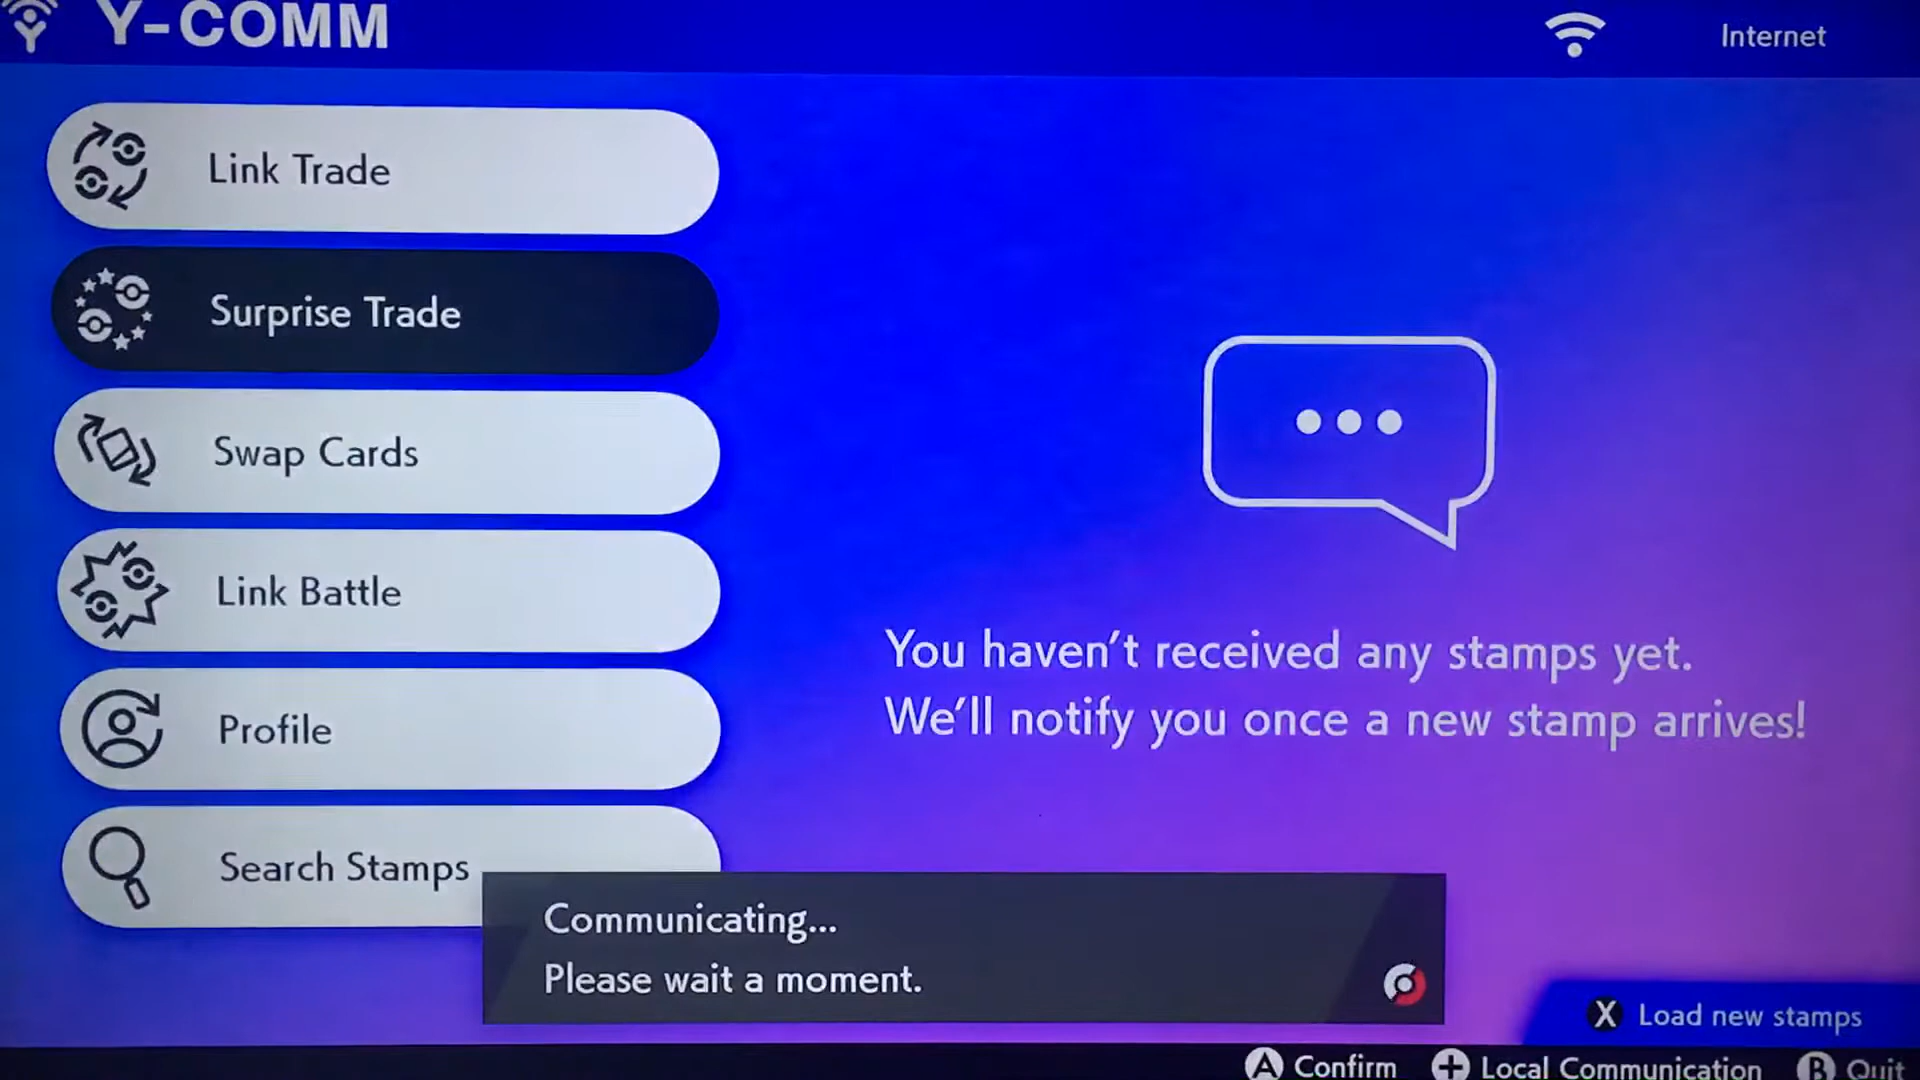 Y-COMM
Internet
Link Trade
Surprise Trade
Swap Cards
Link Battle
Profile
Search Stamps
You haven't received any stamps yet.
We'll notify you once a new stamp arrives!
Communicating...
Please wait a moment.
X Load new stamps
A Confirm + Local Communication B Quit